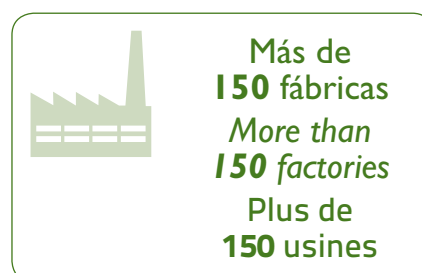 Más de
150 fábricas
More than
150 factories
Plus de
150 usines